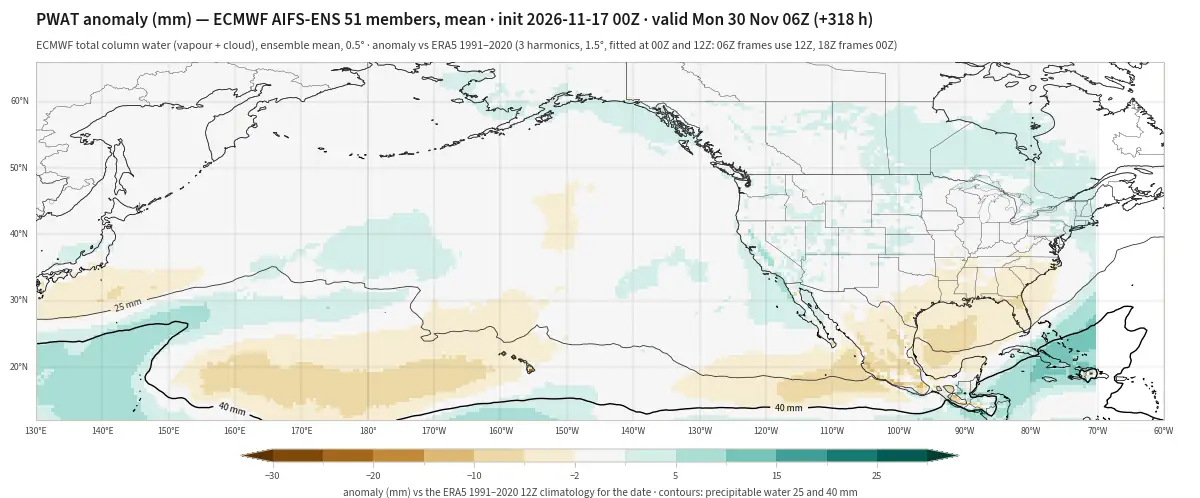 PWAT anomaly (mm) — ECMWF AIFS-ENS 51 members, mean · init 2026-11-17 00Z · valid Mon 30 Nov 06Z (+318 h)
ECMWF total column water (vapour + cloud), ensemble mean, 0.5° · anomaly vs ERA5 1991–2020 (3 harmonics, 1.5°, fitted at 00Z and 12Z: 06Z frames use 12Z, 18Z frames 00Z)
60°N
50°N
40°N
30°N
20°N
25 mm
40 mm
40 mm
130°E 140°E 150°E 160°E 170°E 180° 170°W 160°W 150°W 140°W 130°W 120°W 110°W 100°W 90°W 80°W 70°W 60°W
−30 −20 −10 −2 5 15 25
anomaly (mm) vs the ERA5 1991–2020 12Z climatology for the date · contours: precipitable water 25 and 40 mm